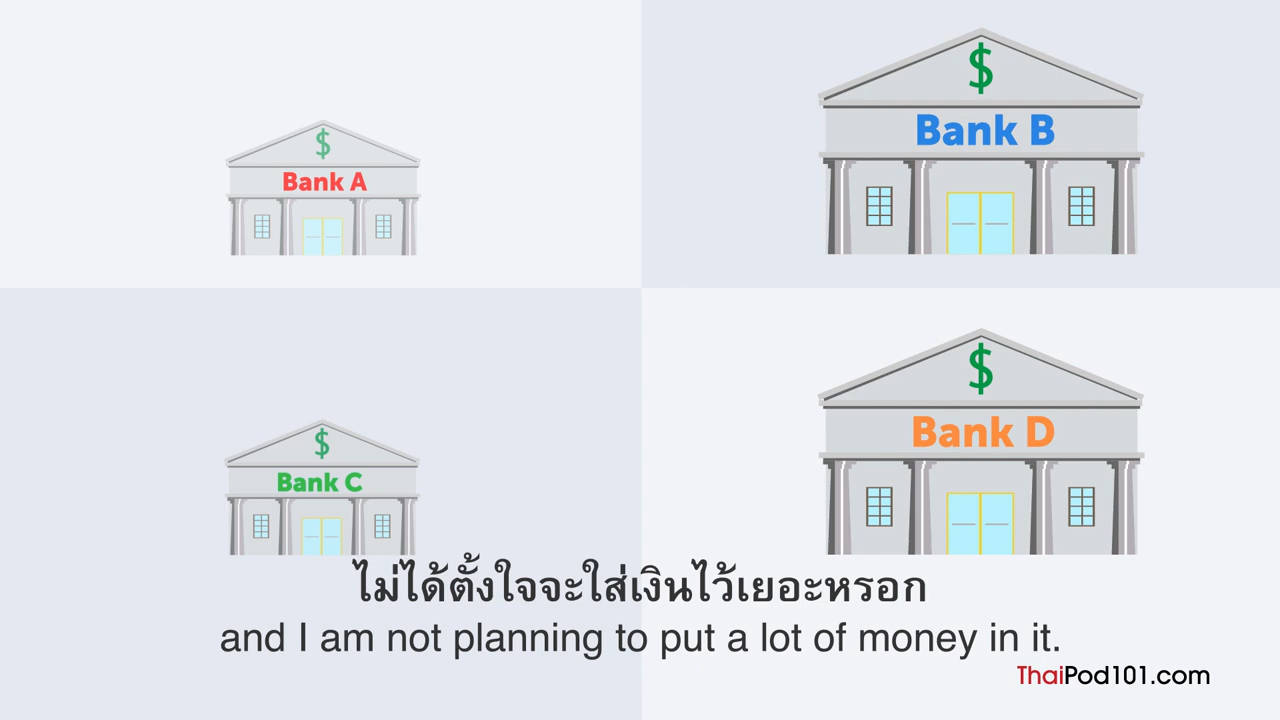 $
Bank A
$
Bank B
$
Bank C
$
Bank D
ไม่ได้ตั้งใจจะใส่เงินไว้เยอะหรอก
and I am not planning to put a lot of money in it.
ThaiPod101.com